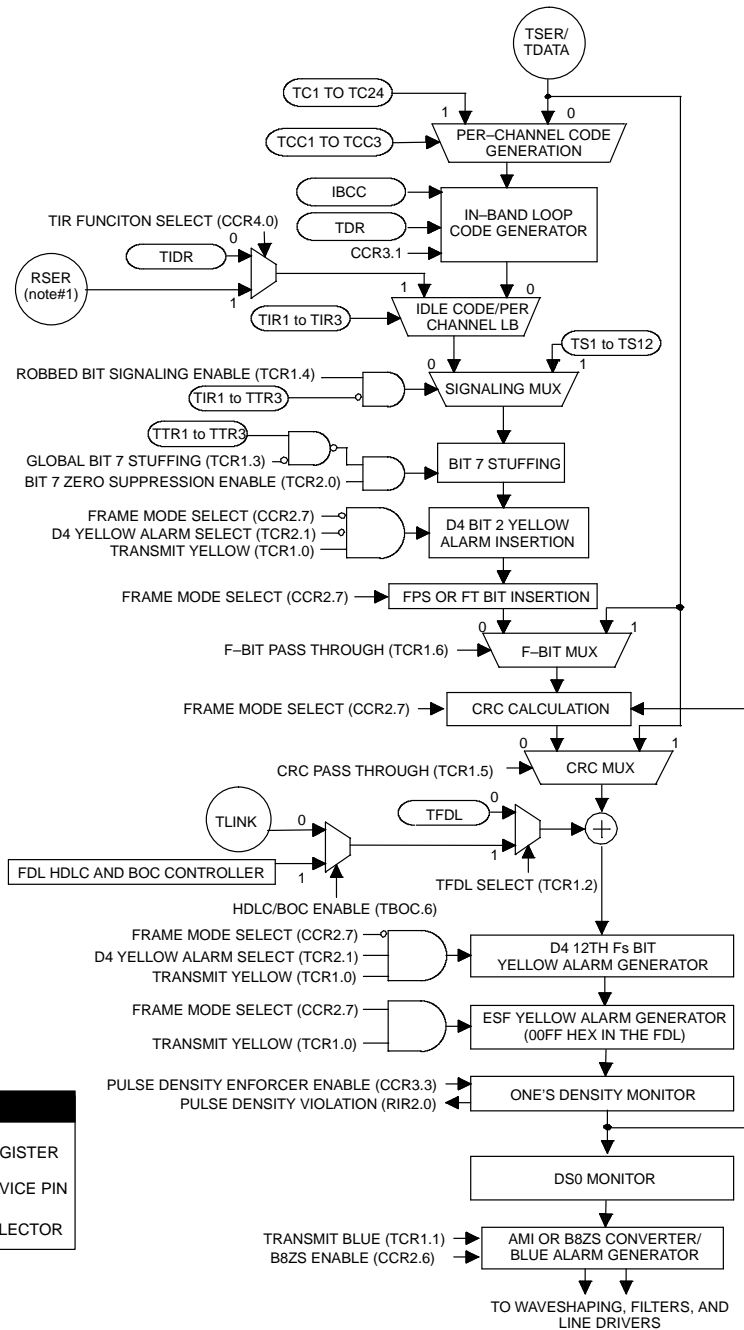 TSER/
TDATA
TC1 TO TC24
1
0
TCC1 TO TCC3
PER–CHANNEL CODE
GENERATION
IBCC
TDR
CCR3.1
IN–BAND LOOP
CODE GENERATOR
TIR FUNCITON SELECT (CCR4.0)
0
TIDR
RSER
(note#1)
1
1
0
TIR1 to TIR3
IDLE CODE/PER
CHANNEL LB
TS1 to TS12
0
1
ROBBED BIT SIGNALING ENABLE (TCR1.4)
TIR1 to TTR3
SIGNALING MUX
TTR1 to TTR3
GLOBAL BIT 7 STUFFING (TCR1.3)
BIT 7 ZERO SUPPRESSION ENABLE (TCR2.0)
BIT 7 STUFFING
FRAME MODE SELECT (CCR2.7)
D4 YELLOW ALARM SELECT (TCR2.1)
TRANSMIT YELLOW (TCR1.0)
D4 BIT 2 YELLOW
ALARM INSERTION
FRAME MODE SELECT (CCR2.7)
FPS OR FT BIT INSERTION
0
1
F–BIT PASS THROUGH (TCR1.6)
F–BIT MUX
FRAME MODE SELECT (CCR2.7)
CRC CALCULATION
0
1
CRC PASS THROUGH (TCR1.5)
CRC MUX
TLINK
0
TFDL
0
+
1
FDL HDLC AND BOC CONTROLLER
1
TFDL SELECT (TCR1.2)
HDLC/BOC ENABLE (TBOC.6)
FRAME MODE SELECT (CCR2.7)
D4 YELLOW ALARM SELECT (TCR2.1)
TRANSMIT YELLOW (TCR1.0)
D4 12TH Fs BIT
YELLOW ALARM GENERATOR
FRAME MODE SELECT (CCR2.7)
TRANSMIT YELLOW (TCR1.0)
ESF YELLOW ALARM GENERATOR
(00FF HEX IN THE FDL)
PULSE DENSITY ENFORCER ENABLE (CCR3.3)
PULSE DENSITY VIOLATION (RIR2.0)
ONE'S DENSITY MONITOR
GISTER
VICE PIN
LECTOR
DS0 MONITOR
TRANSMIT BLUE (TCR1.1)
B8ZS ENABLE (CCR2.6)
AMI OR B8ZS CONVERTER/
BLUE ALARM GENERATOR
TO WAVESHAPING, FILTERS, AND
LINE DRIVERS